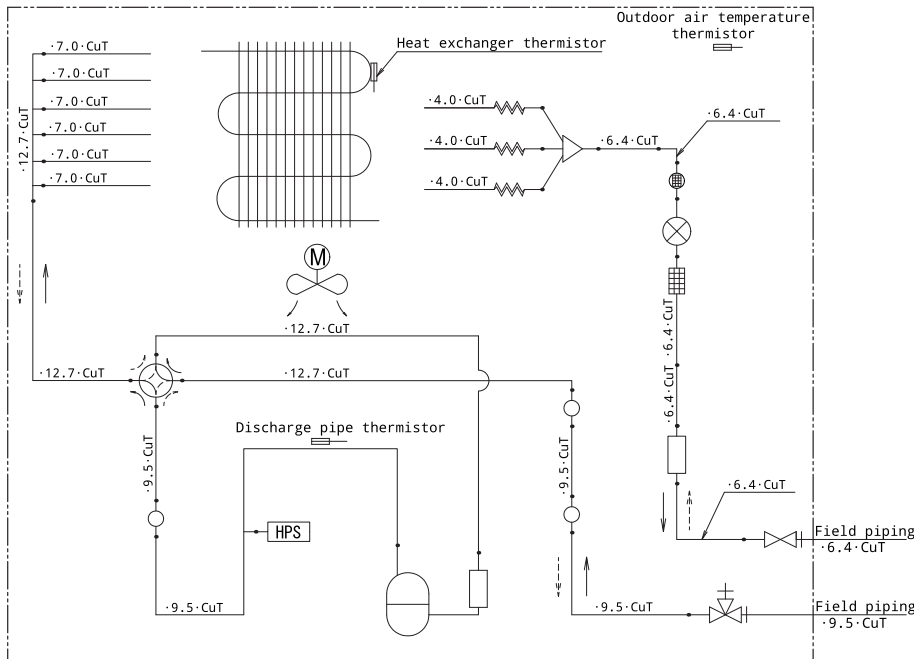 Outdoor air temperature
thermistor
Heat exchanger thermistor
·7.0·CuT
·7.0·CuT
·7.0·CuT
·7.0·CuT
·7.0·CuT
·7.0·CuT
·12.7·CuT
·4.0·CuT
·4.0·CuT
·4.0·CuT
·6.4·CuT
·6.4·CuT
M
·12.7·CuT
·12.7·CuT
·12.7·CuT
·6.4·CuT
·6.4·CuT
Discharge pipe thermistor
·9.5·CuT
·9.5·CuT
·6.4·CuT
HPS
Field piping
·6.4·CuT
·9.5·CuT
·9.5·CuT
Field piping
·9.5·CuT